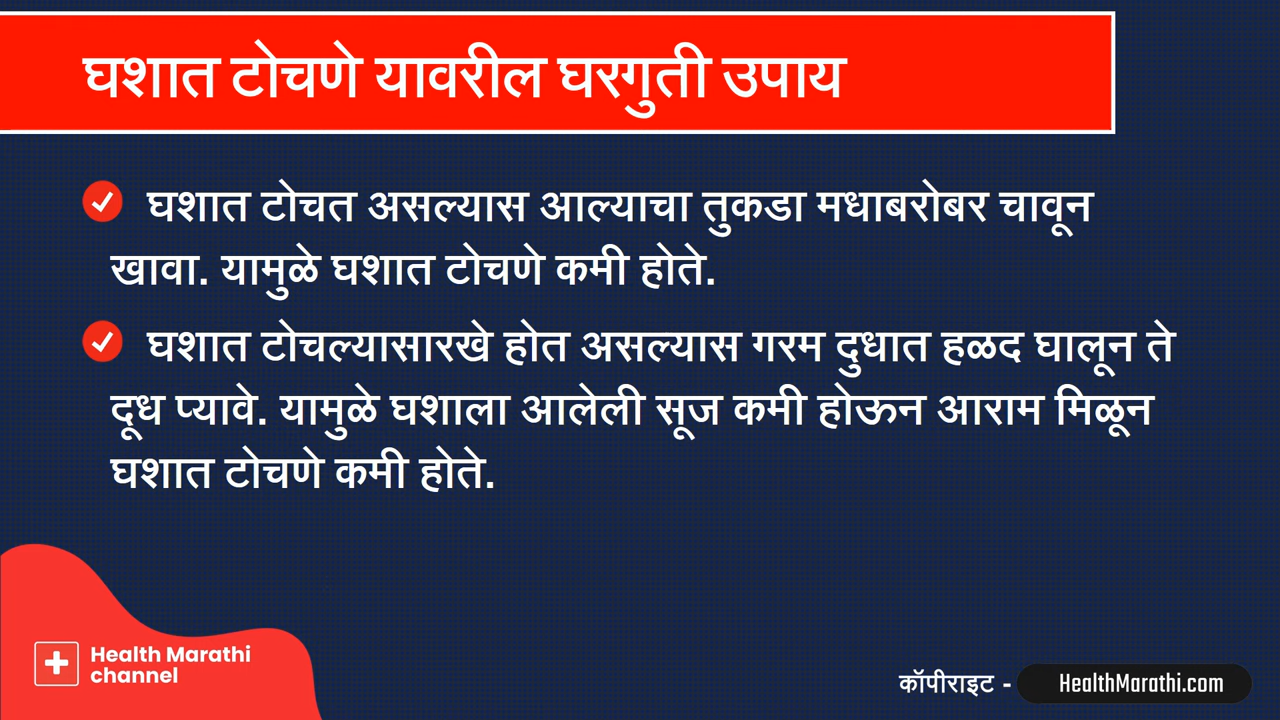 घशात टोचणे यावरील घरगुती उपाय
घशात टोचत असल्यास आल्याचा तुकडा मधाबरोबर चावून
खावा. यामुळे घशात टोचणे कमी होते.
घशात टोचल्यासारखे होत असल्यास गरम दुधात हळद घालून ते
दूध प्यावे. यामुळे घशाला आलेली सूज कमी होऊन आराम मिळून
घशात टोचणे कमी होते.
Health Marathi
channel
कॉपीराइट - HealthMarathi.com